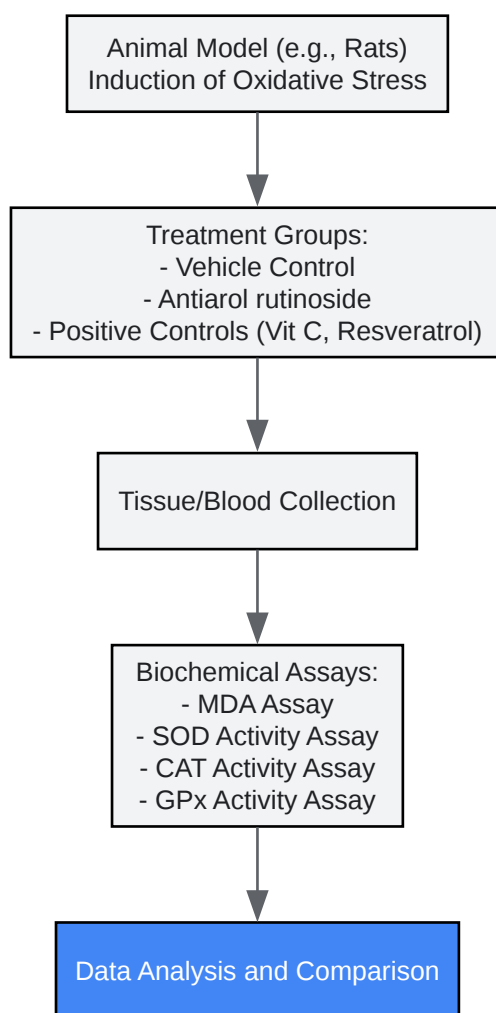 Animal Model (e.g., Rats)
Induction of Oxidative Stress
Treatment Groups:
- Vehicle Control
- Antiarol rutinoside
- Positive Controls (Vit C, Resveratrol)
Tissue/Blood Collection
Biochemical Assays:
- MDA Assay
- SOD Activity Assay
- CAT Activity Assay
- GPx Activity Assay
Data Analysis and Comparison